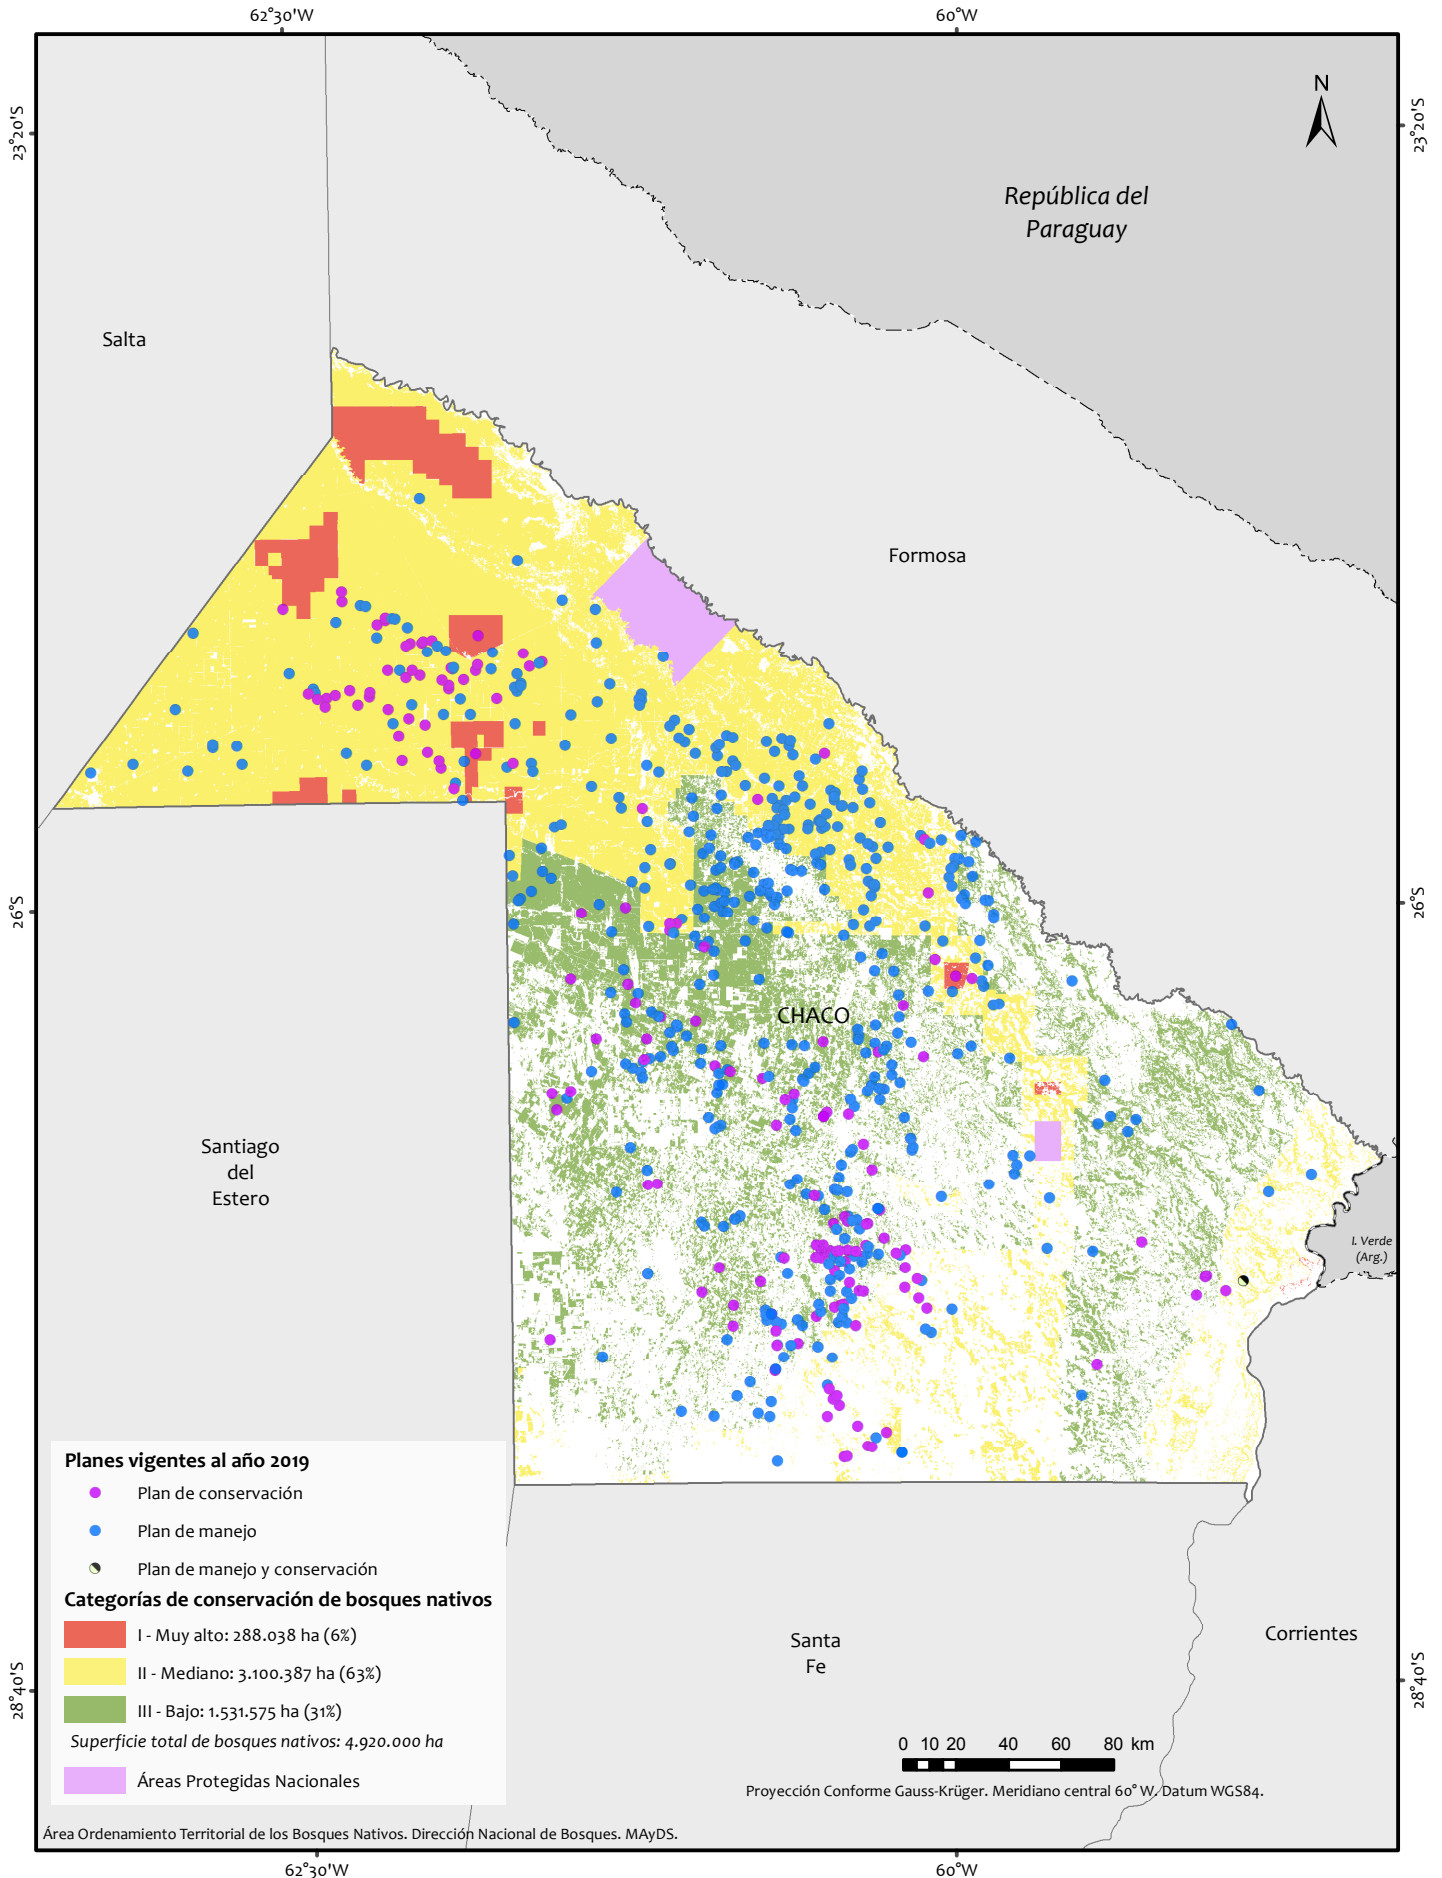 62°30'W
60°W
23°20'S
23°20'S
N
República del
Paraguay
Salta
Formosa
26°S
26°S
CHACO
Santiago
del
Estero
I. Verde
(Arg.)
Planes vigentes al año 2019
Plan de conservación
Plan de manejo
Plan de manejo y conservación
Categorías de conservación de bosques nativos
I - Muy alto: 288.038 ha (6%)
II - Mediano: 3.100.387 ha (63%)
III - Bajo: 1.531.575 ha (31%)
Superficie total de bosques nativos: 4.920.000 ha
Áreas Protegidas Nacionales
Santa
Fe
Corrientes
28°40'S
28°40'S
0 10 20 40 60 80 km
Proyección Conforme Gauss-Krüger. Meridiano central 60° W. Datum WGS84.
Área Ordenamiento Territorial de los Bosques Nativos. Dirección Nacional de Bosques. MAyDS.
62°30'W
60°W